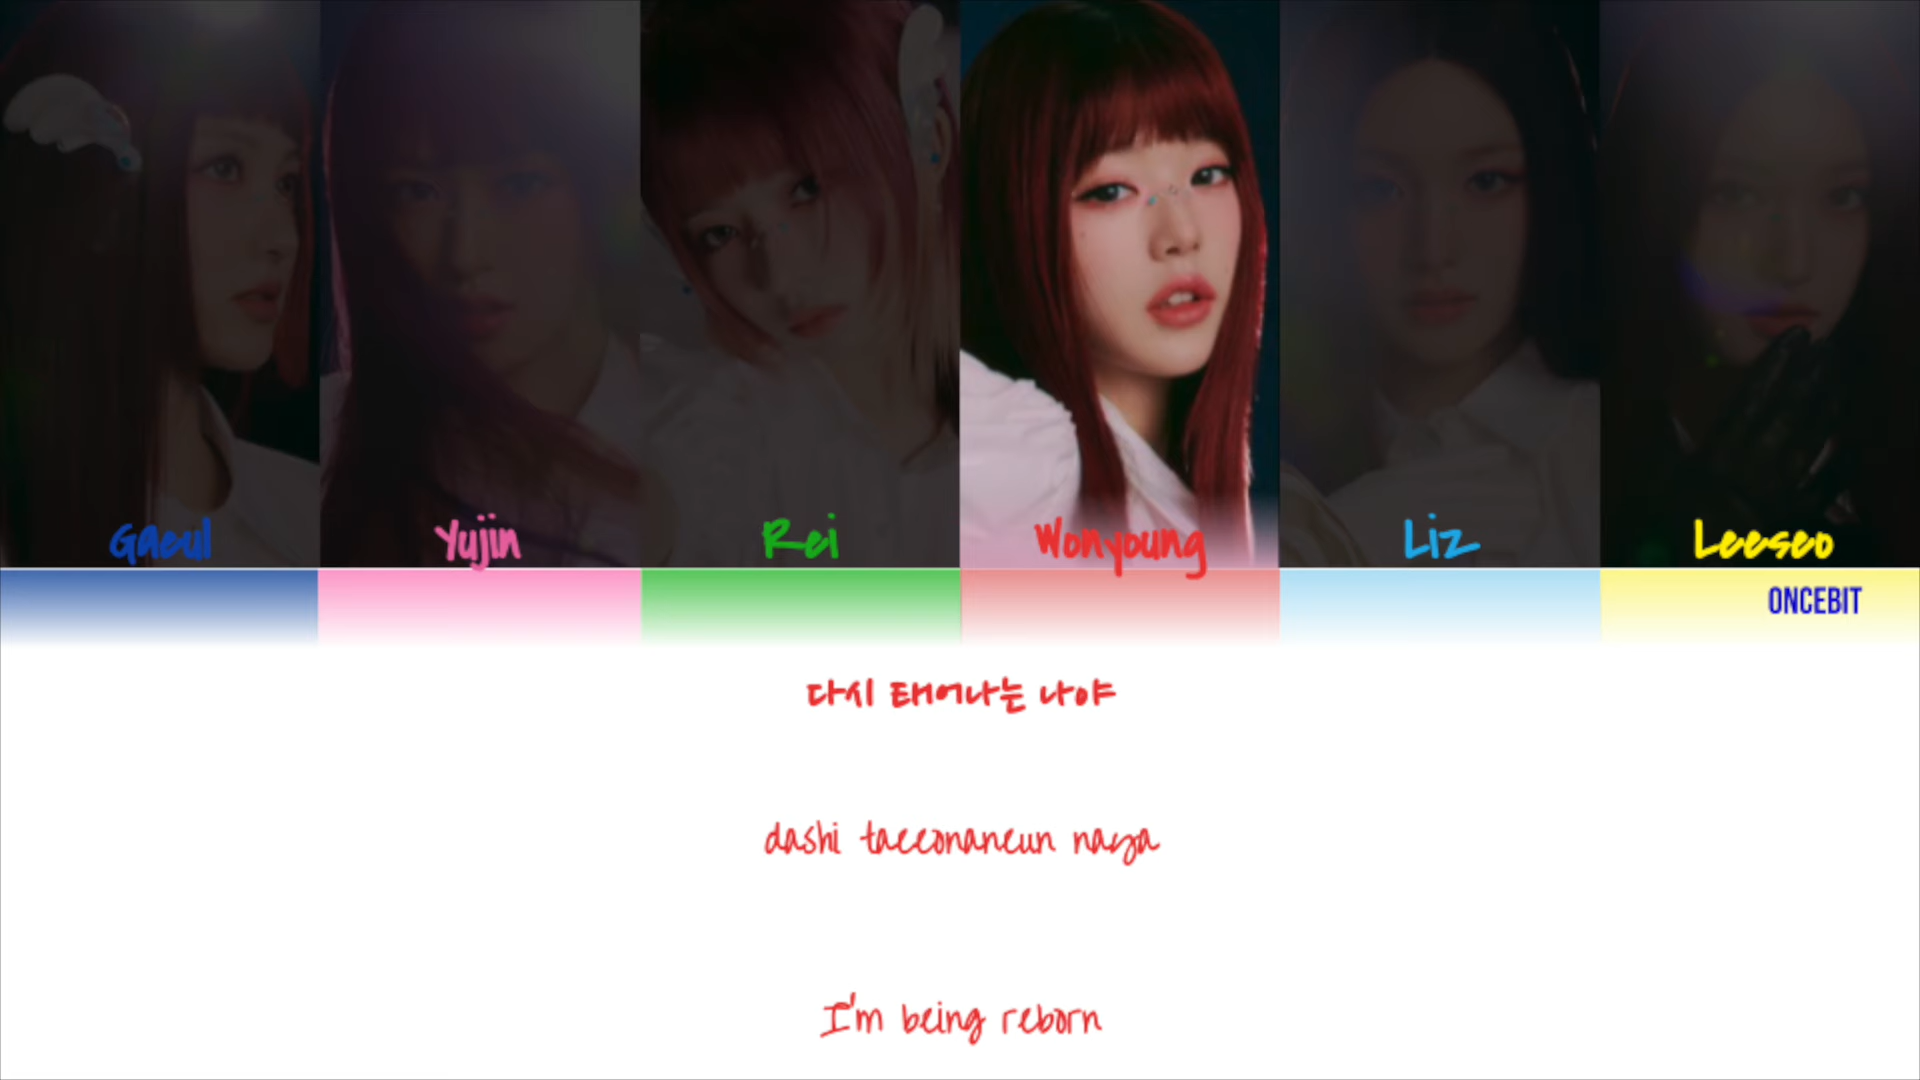 Gaeul Yujin Rei Wonyoung Liz Leeseo
ONCEBIT
다시 태어나는 나야
dashi taeeonaneun naya
I'm being reborn